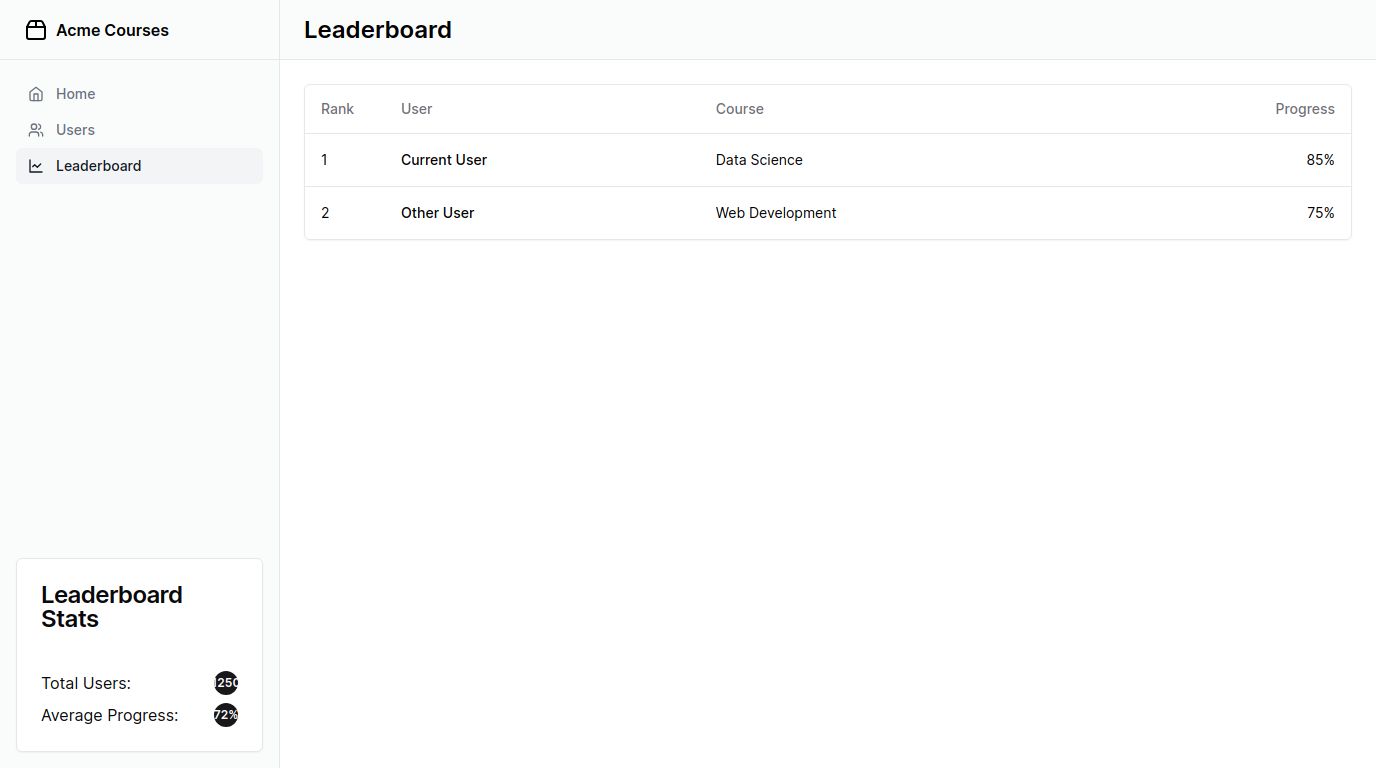 Acme Courses
Home
Users
Leaderboard
Leaderboard
Rank User Course Progress
1 Current User Data Science 85%
2 Other User Web Development 75%
Leaderboard
Stats
Total Users: 1250
Average Progress: 72%